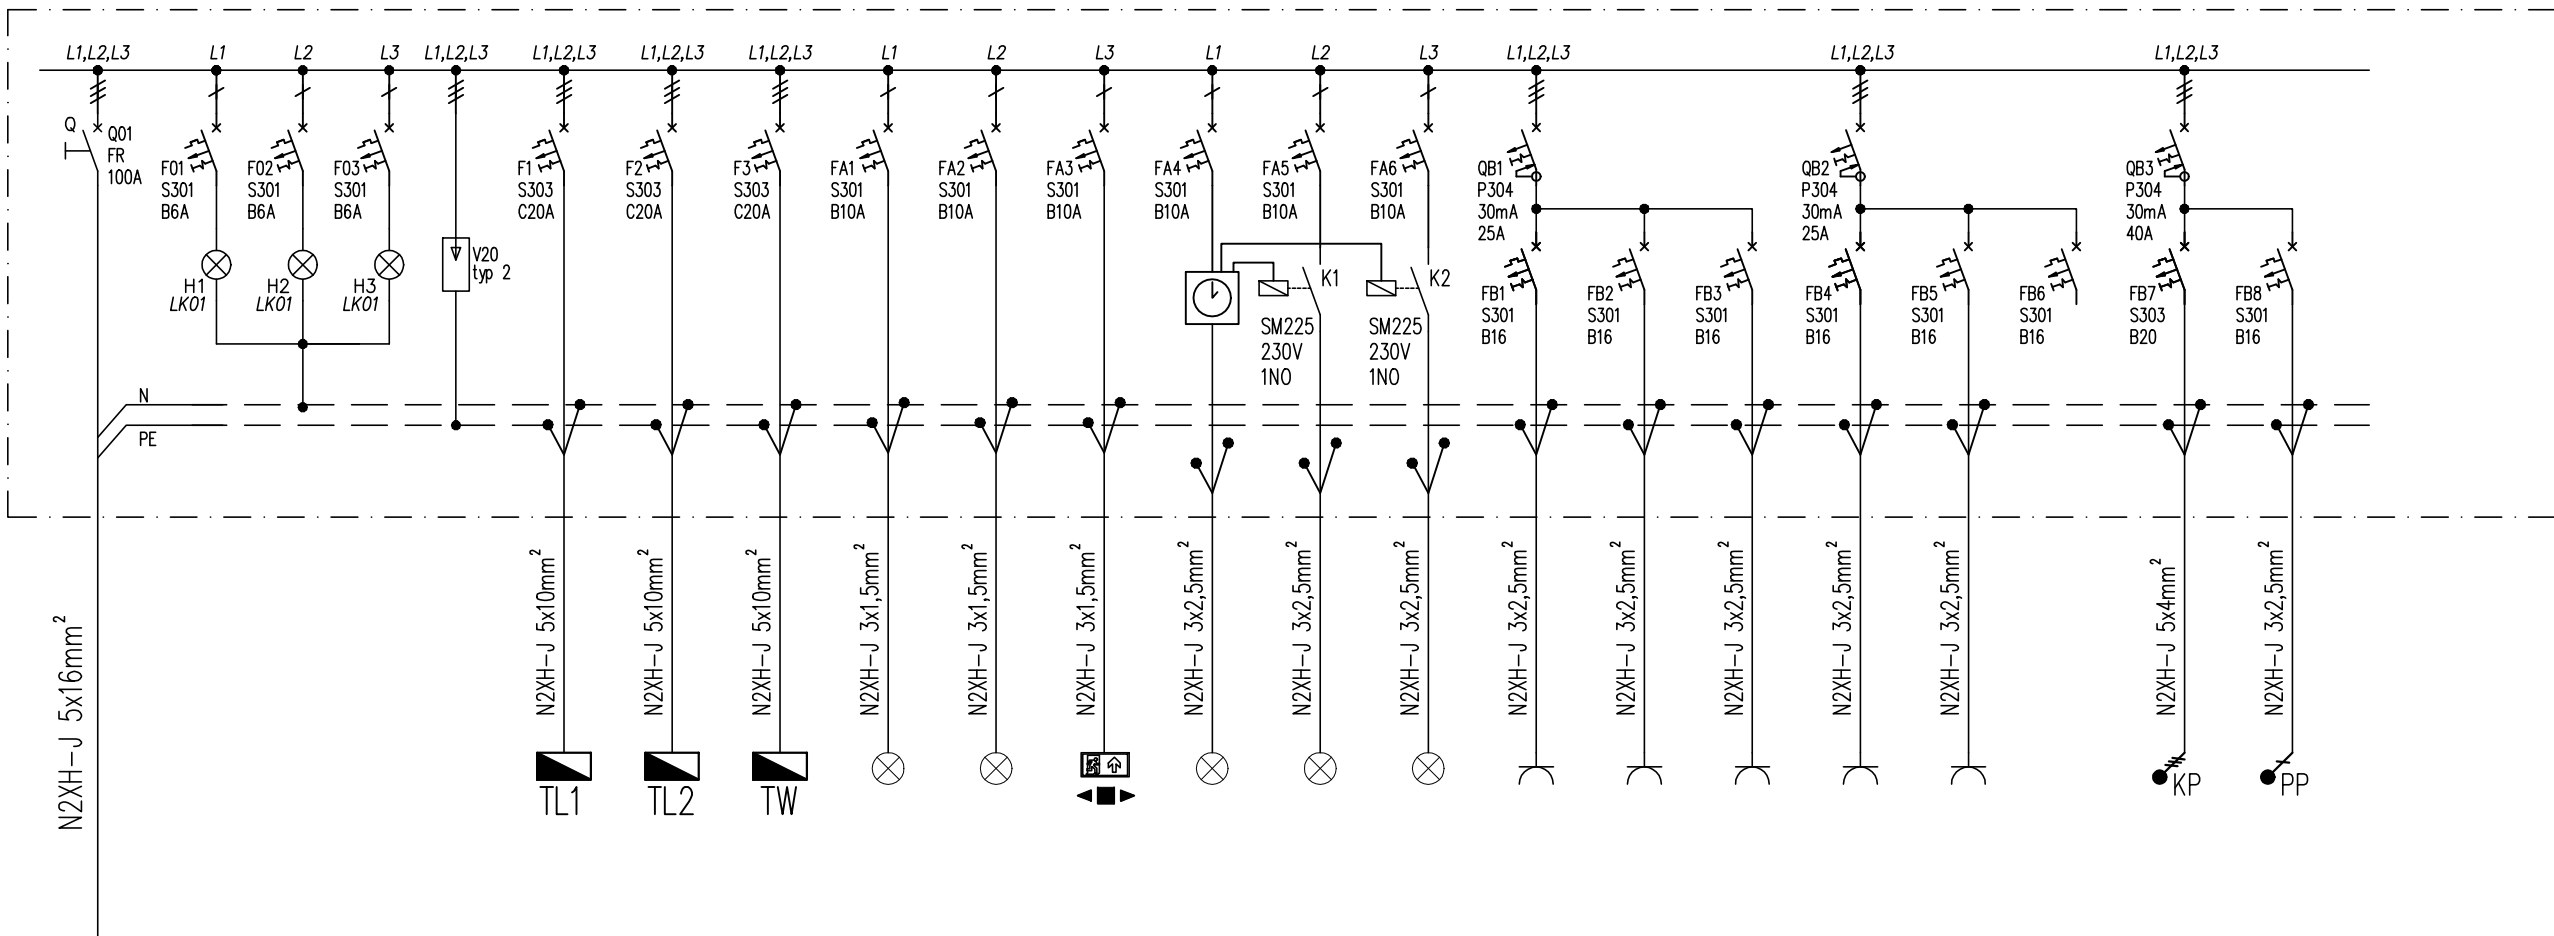 L1,L2,L3
L1
L2
L3
L1,L2,L3
L1,L2,L3
L1,L2,L3
L1,L2,L3
L1
L2
L3
L1
L2
L3
L1,L2,L3
L1,L2,L3
L1,L2,L3
Q
Q01
FR
100A
F01
S301
B6A
F02
S301
B6A
F03
S301
B6A
F1
S303
C20A
F2
S303
C20A
F3
S303
C20A
FA1
S301
B10A
FA2
S301
B10A
FA3
S301
B10A
FA4
S301
B10A
FA5
S301
B10A
FA6
S301
B10A
QB1
P304
30mA
25A
QB2
P304
30mA
25A
QB3
P304
30mA
40A
H1
LK01
H2
LK01
H3
LK01
V20
typ 2
K1
SM225
230V
1NO
K2
SM225
230V
1NO
FB1
S301
B16
FB2
S301
B16
FB3
S301
B16
FB4
S301
B16
FB5
S301
B16
FB6
S301
B16
FB7
S303
B20
FB8
S301
B16
N
PE
N2XH-J 5x16mm²
N2XH-J 5x10mm²
N2XH-J 5x10mm²
N2XH-J 5x10mm²
N2XH-J 3x1,5mm²
N2XH-J 3x1,5mm²
N2XH-J 3x1,5mm²
N2XH-J 3x2,5mm²
N2XH-J 3x2,5mm²
N2XH-J 3x2,5mm²
N2XH-J 3x2,5mm²
N2XH-J 3x2,5mm²
N2XH-J 3x2,5mm²
N2XH-J 3x2,5mm²
N2XH-J 3x2,5mm²
N2XH-J 5x4mm²
N2XH-J 3x2,5mm²
TL1
TL2
TW
KP
PP